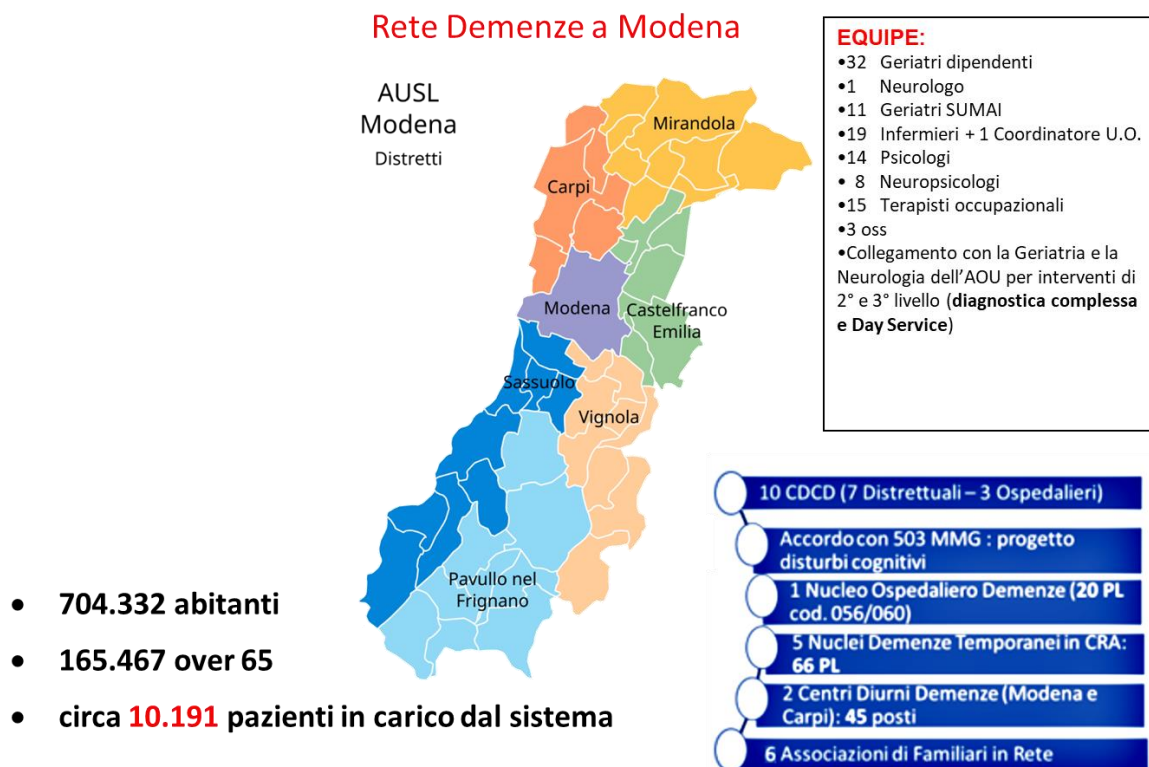 Rete Demenze a Modena
AUSL
Modena
Distretti
Mirandola
Carpi
Modena
Castelfranco
Emilia
Sassuolo
Vignola
Pavullo nel
Frignano
EQUIPE:
•32 Geriatri dipendenti
•1 Neurologo
•11 Geriatri SUMAI
•19 Infermieri + 1 Coordinatore U.O.
•14 Psicologi
• 8 Neuropsicologi
•15 Terapisti occupazionali
•3 oss
•Collegamento con la Geriatria e la
Neurologia dell’AOU per interventi di
2° e 3° livello (diagnostica complessa
e Day Service)
• 704.332 abitanti
• 165.467 over 65
• circa 10.191 pazienti in carico dal sistema
10 CDCD (7 Distrettuali – 3 Ospedalieri)
Accordo con 503 MMG : progetto
disturbi cognitivi
1 Nucleo Ospedaliero Demenze (20 PL
cod. 056/060)
5 Nuclei Demenze Temporanei in CRA:
66 PL
2 Centri Diurni Demenze (Modena e
Carpi): 45 posti
6 Associazioni di Familiari in Rete